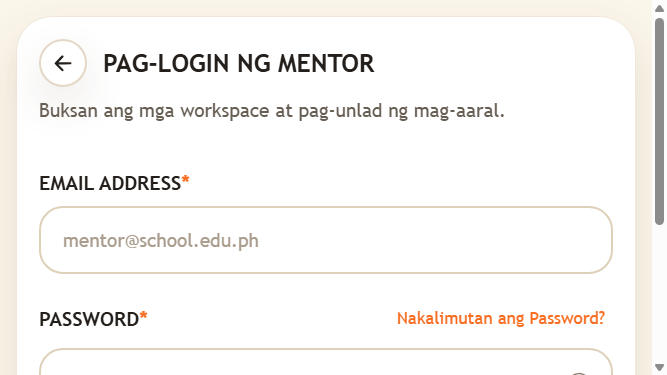 PAG-LOGIN NG MENTOR
Buksan ang mga workspace at pag-unlad ng mag-aaral.
EMAIL ADDRESS*
mentor@school.edu.ph
PASSWORD*
Nakalimutan ang Password?